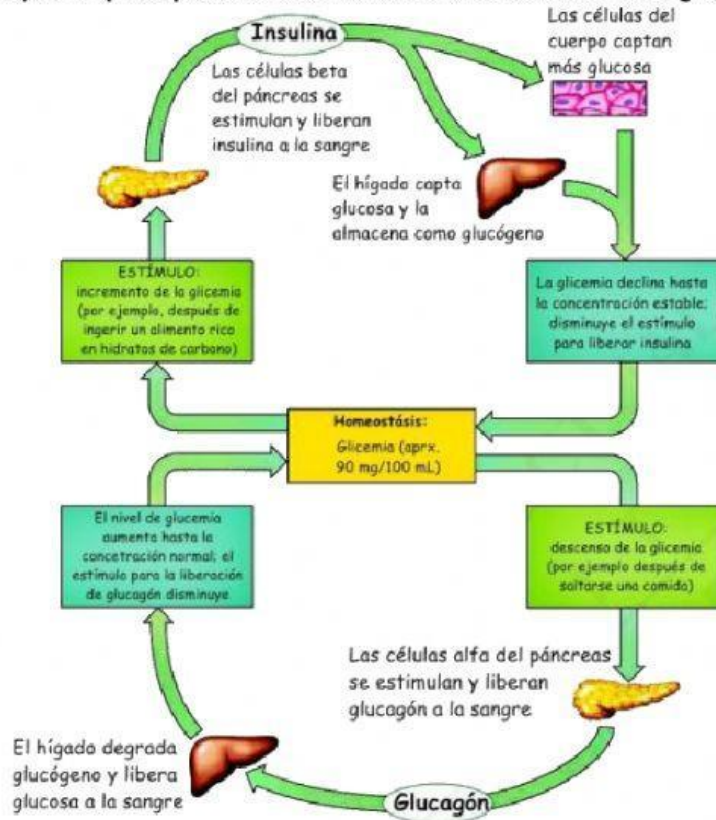 Insulina
Las células beta
del páncreas se
estimulan y liberan
insulina a la sangre
Las células del
cuerpo captan
más glucosa
El hígado capta
glucosa y la
almacena como glucógeno
ESTÍMULO:
incremento de la glicemia
(por ejemplo, después de
ingerir un alimento rico
en hidratos de carbono)
La glicemia declina hasta
la concentración estable;
disminuye el estímulo
para liberar insulina
Homeostásis:
Glicemia (aprx.
90 mg/100 mL)
El nivel de glucemia
aumenta hasta la
concetración normal; el
estímulo para la liberación
de glucagón disminuye
ESTÍMULO:
descenso de la glicemia
(por ejemplo después de
saltarse una comida)
Las células alfa del páncreas
se estimulan y liberan
glucagón a la sangre
El hígado degrada
glucógeno y libera
glucosa a la sangre
Glucagón